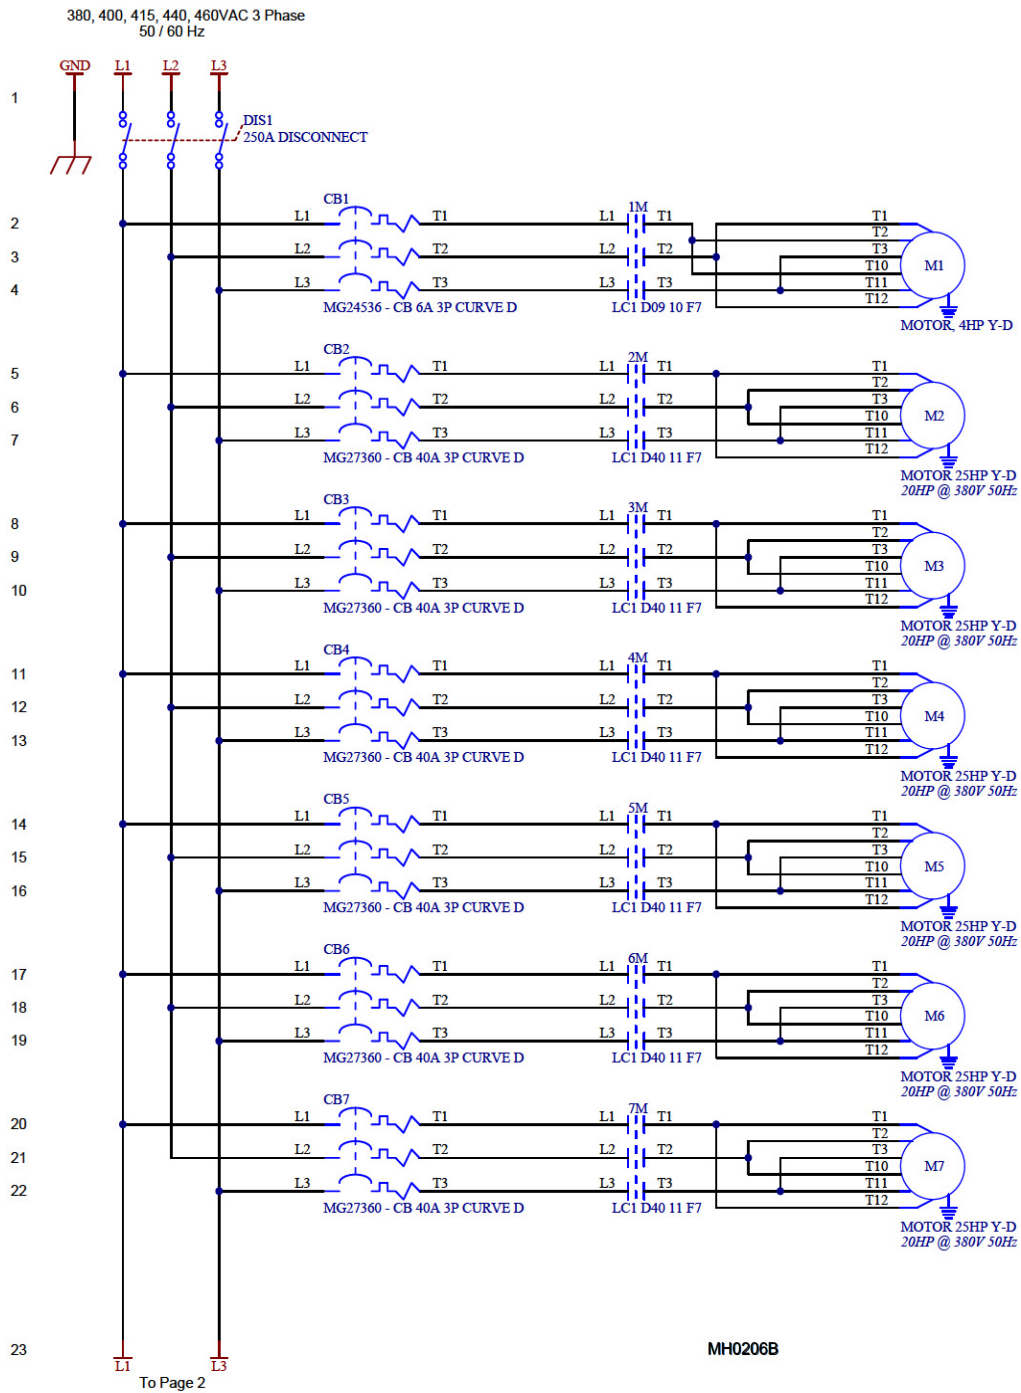 380, 400, 415, 440, 460VAC 3 Phase
50 / 60 Hz
GND L1 L2 L3
1
DIS1
250A DISCONNECT
CB1 1M
2 L1 T1 L1 T1 T1
T2
3 L2 T2 L2 T2 T3
T10 M1
4 L3 T3 L3 T3 T11
T12
MG24536 - CB 6A 3P CURVE D LC1 D09 10 F7
MOTOR, 4HP Y-D
CB2 2M
5 L1 T1 L1 T1 T1
T2
6 L2 T2 L2 T2 T3
T10 M2
7 L3 T3 L3 T3 T11
T12
MG27360 - CB 40A 3P CURVE D LC1 D40 11 F7
MOTOR 25HP Y-D
20HP @ 380V 50Hz
CB3 3M
8 L1 T1 L1 T1 T1
T2
9 L2 T2 L2 T2 T3
T10 M3
10 L3 T3 L3 T3 T11
T12
MG27360 - CB 40A 3P CURVE D LC1 D40 11 F7
MOTOR 25HP Y-D
20HP @ 380V 50Hz
CB4 4M
11 L1 T1 L1 T1 T1
T2
12 L2 T2 L2 T2 T3
T10 M4
13 L3 T3 L3 T3 T11
T12
MG27360 - CB 40A 3P CURVE D LC1 D40 11 F7
MOTOR 25HP Y-D
20HP @ 380V 50Hz
CB5 5M
14 L1 T1 L1 T1 T1
T2
15 L2 T2 L2 T2 T3
T10 M5
16 L3 T3 L3 T3 T11
T12
MG27360 - CB 40A 3P CURVE D LC1 D40 11 F7
MOTOR 25HP Y-D
20HP @ 380V 50Hz
CB6 6M
17 L1 T1 L1 T1 T1
T2
18 L2 T2 L2 T2 T3
T10 M6
19 L3 T3 L3 T3 T11
T12
MG27360 - CB 40A 3P CURVE D LC1 D40 11 F7
MOTOR 25HP Y-D
20HP @ 380V 50Hz
CB7 7M
20 L1 T1 L1 T1 T1
T2
21 L2 T2 L2 T2 T3
T10 M7
22 L3 T3 L3 T3 T11
T12
MG27360 - CB 40A 3P CURVE D LC1 D40 11 F7
MOTOR 25HP Y-D
20HP @ 380V 50Hz
23 MH0206B
L1 L3
To Page 2